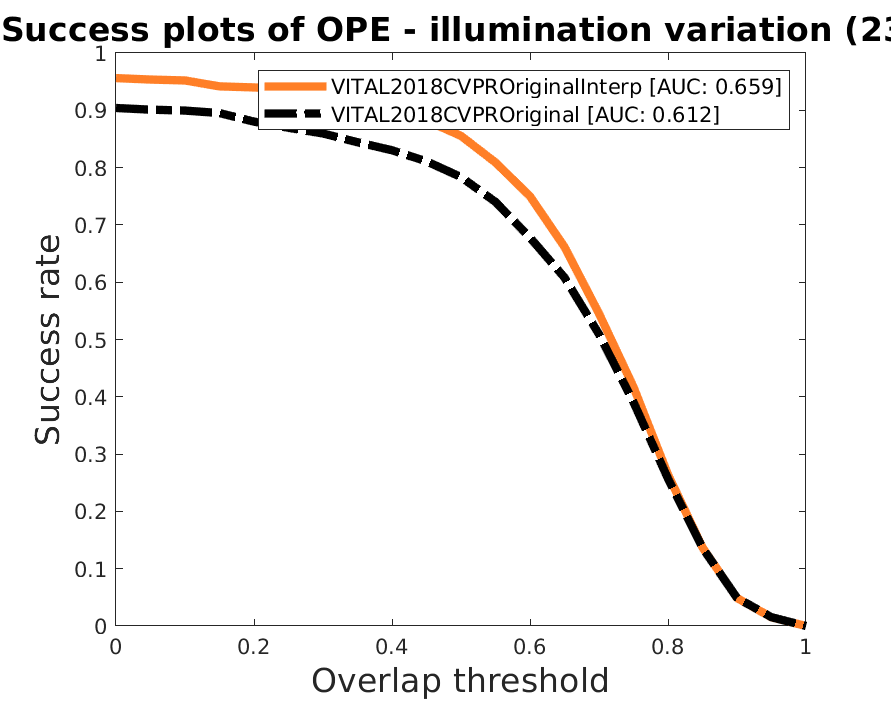 Success plots of OPE - illumination variation (23
VITAL2018CVPROriginalInterp [AUC: 0.659]
VITAL2018CVPROriginal [AUC: 0.612]
1
0.9
0.8
0.7
0.6
0.5
0.4
0.3
0.2
0.1
0
Success rate
0 0.2 0.4 0.6 0.8 1
Overlap threshold